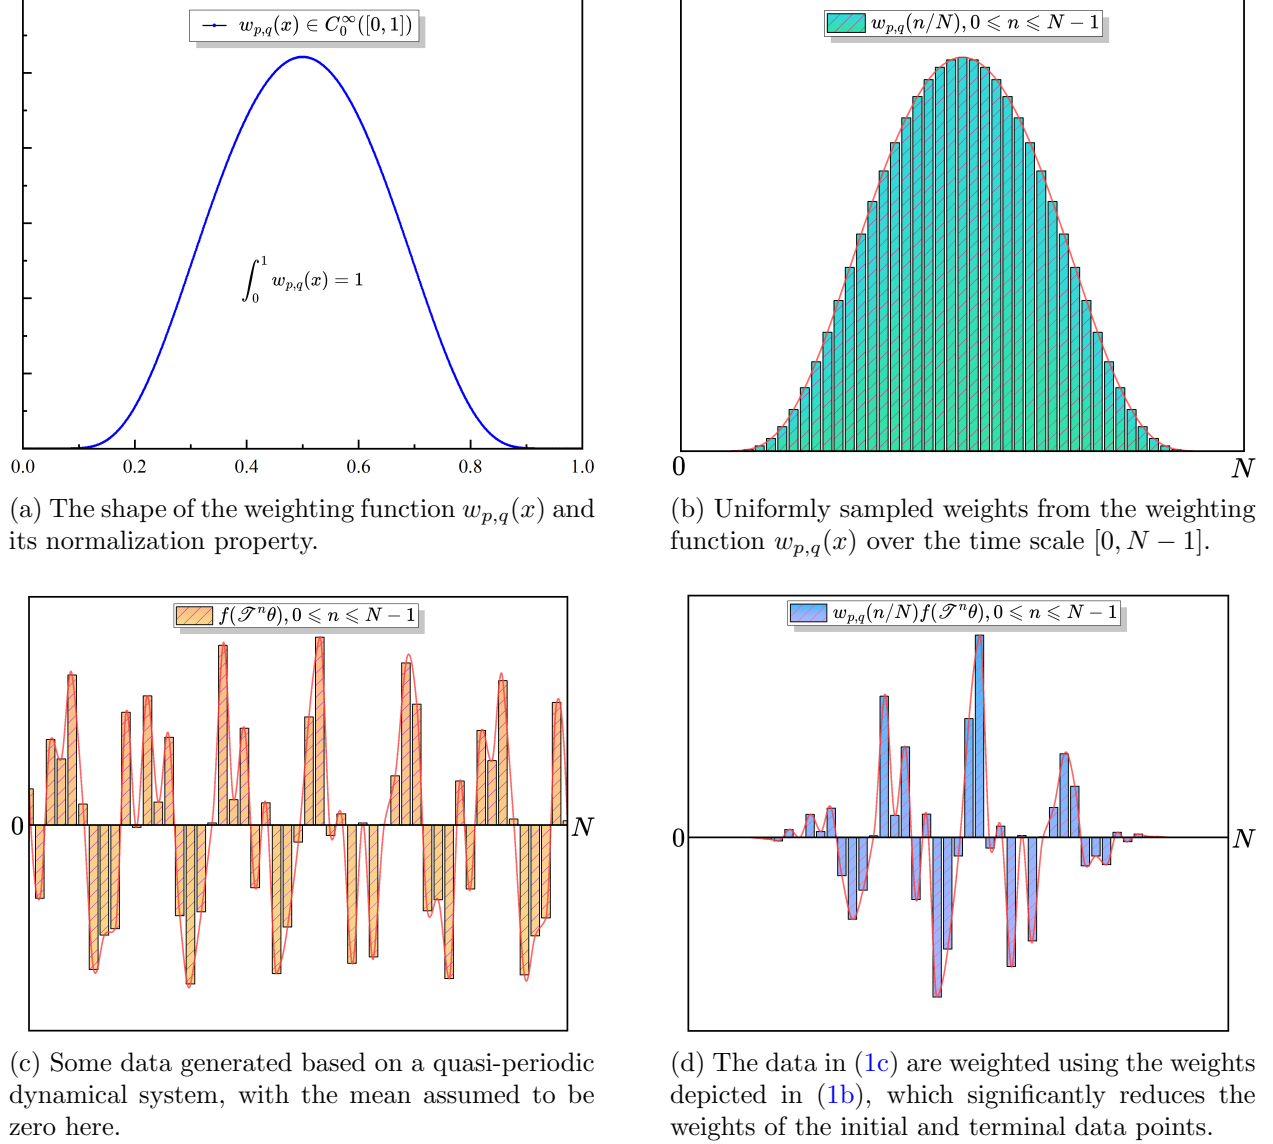 w_{p,q}(x) ∈ C_0^∞([0, 1])
∫_0^1 w_{p,q}(x) = 1
0.0 0.2 0.4 0.6 0.8 1.0
(a) The shape of the weighting function w_{p,q}(x) and
its normalization property.
w_{p,q}(n/N), 0 ⩽ n ⩽ N − 1
0 N
(b) Uniformly sampled weights from the weighting
function w_{p,q}(x) over the time scale [0, N − 1].
f(𝒯^nθ), 0 ⩽ n ⩽ N − 1
0 N
(c) Some data generated based on a quasi-periodic
dynamical system, with the mean assumed to be
zero here.
w_{p,q}(n/N)f(𝒯^nθ), 0 ⩽ n ⩽ N − 1
0 N
(d) The data in (1c) are weighted using the weights
depicted in (1b), which significantly reduces the
weights of the initial and terminal data points.